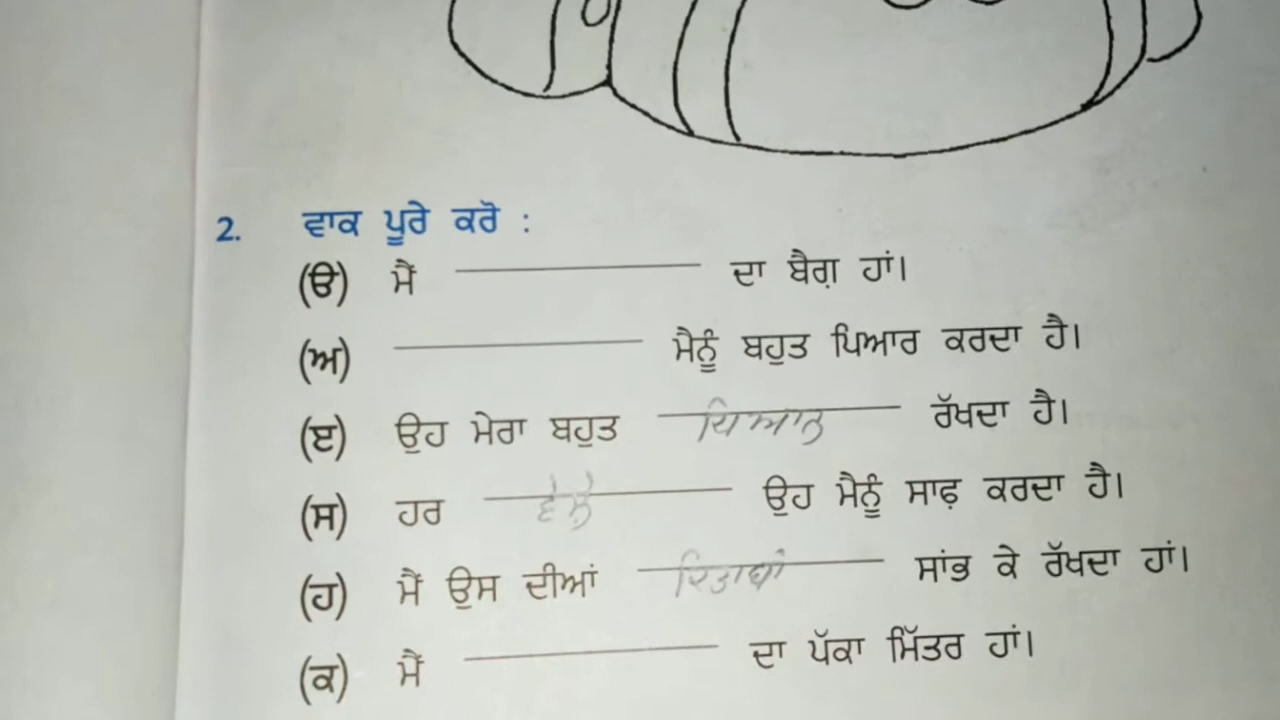 2. ਵਾਕ ਪੂਰੇ ਕਰੋ :
(ੳ) ਮੈਂ ਦਾ ਬੈਗ਼ ਹਾਂ।
(ਅ) ਮੈਨੂੰ ਬਹੁਤ ਪਿਆਰ ਕਰਦਾ ਹੈ।
(ੲ) ਉਹ ਮੇਰਾ ਬਹੁਤ ਧਿਆਨ ਰੱਖਦਾ ਹੈ।
(ਸ) ਹਰ ਉਹ ਮੈਨੂੰ ਸਾਫ਼ ਕਰਦਾ ਹੈ।
(ਹ) ਮੈਂ ਉਸ ਦੀਆਂ ਕਿਤਾਬਾਂ ਸਾਂਭ ਕੇ ਰੱਖਦਾ ਹਾਂ।
(ਕ) ਮੈਂ ਦਾ ਪੱਕਾ ਮਿੱਤਰ ਹਾਂ।